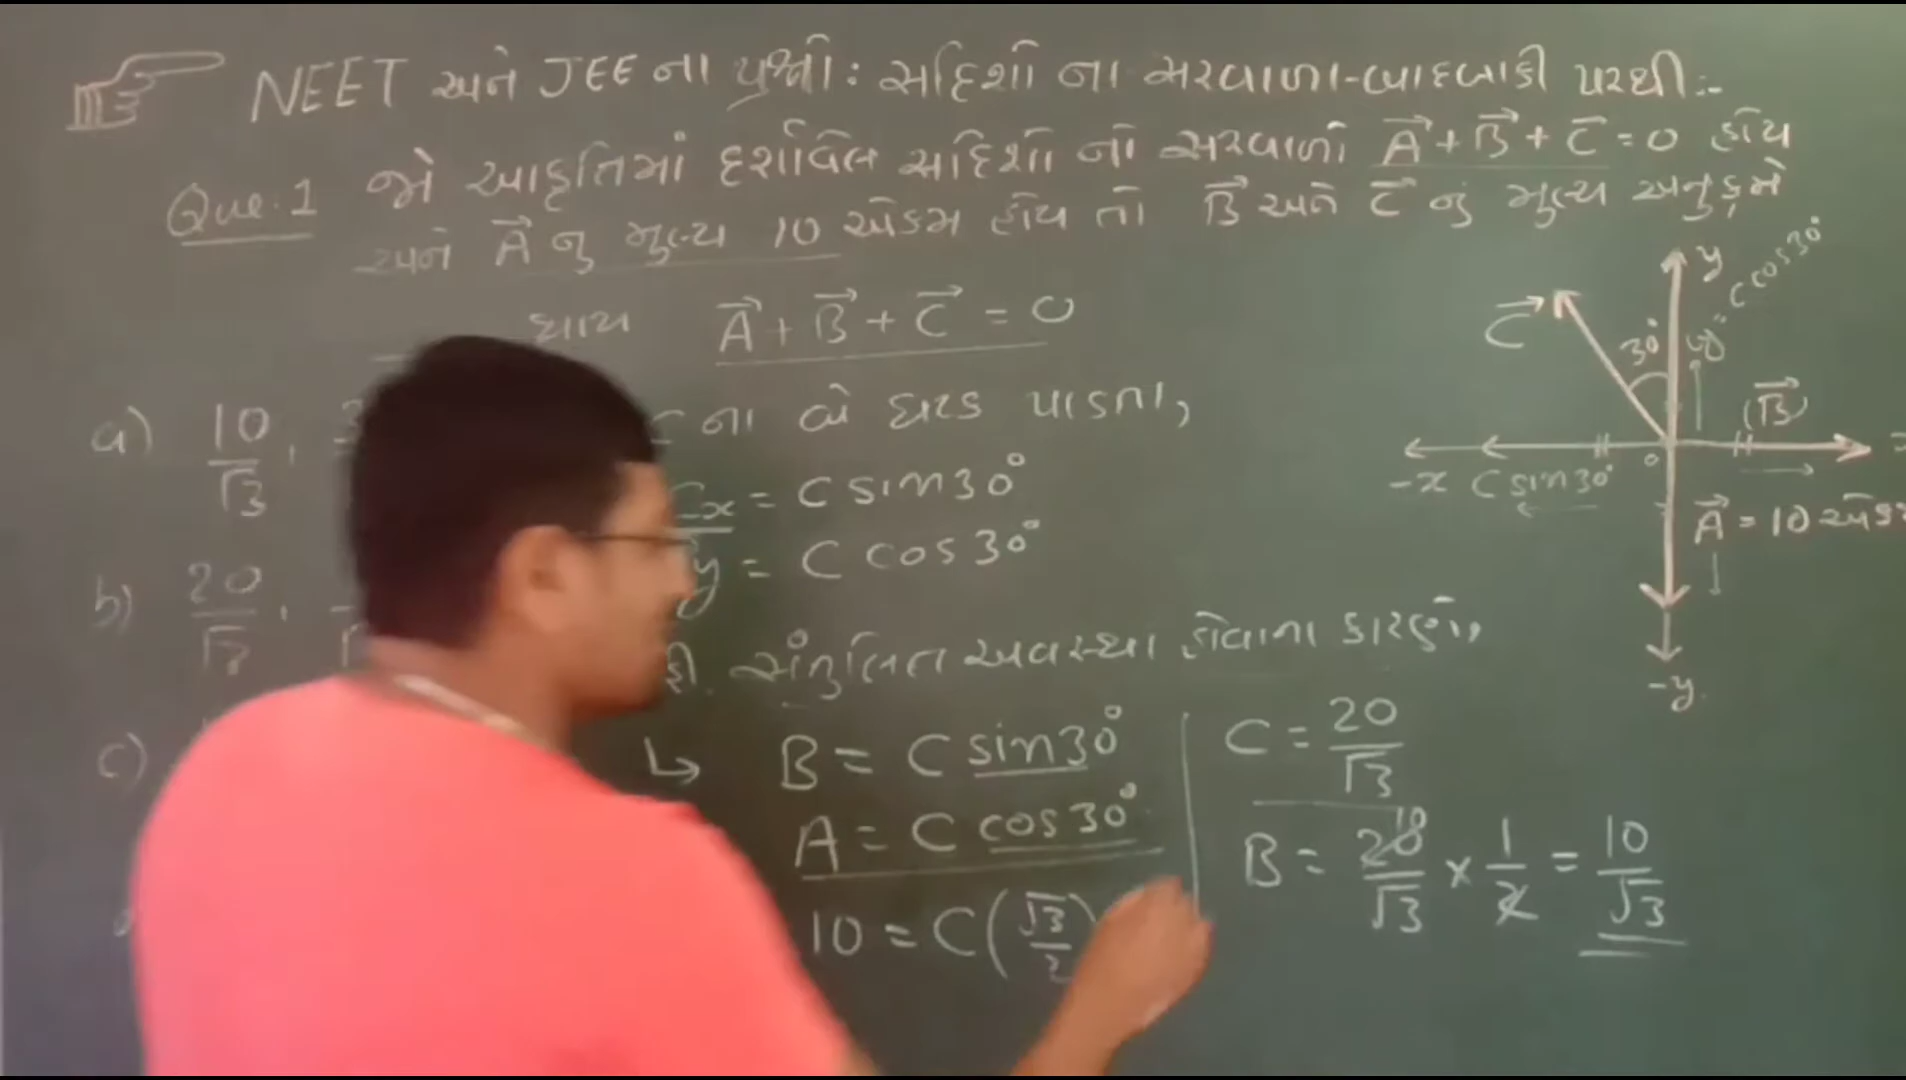 NEET અને JEE ના પ્રશ્નો : સદિશો ના સરવાળા-બાદબાકી પરથી :-
Que.1 જો આકૃતિમાં દર્શાવેલ સદિશો નો સરવાળો A⃗ + B⃗ + C⃗ = 0 હોય
અને A⃗ નુ મુલ્ય 10 એકમ હોય તો B⃗ અને C⃗ નું મુલ્ય અનુક્રમે
થાય
A⃗ + B⃗ + C⃗ = 0
a) 10/√3 ,
ના બે ઘટક પાડતા,
Cx = C sin30°
y = C cos30°
b) 20/√3 ,
સંતુલિત અવસ્થા હોવાના કારણે,
c)
↳ B = C sin30°
A = C cos30°
10 = C(√3/2)
C = 20/√3
B = 20/√3 × 1/2 = 10/√3
10
y
C cos30°
C⃗
30°
(B⃗)
-x C sin30°
o
A⃗ = 10
-y